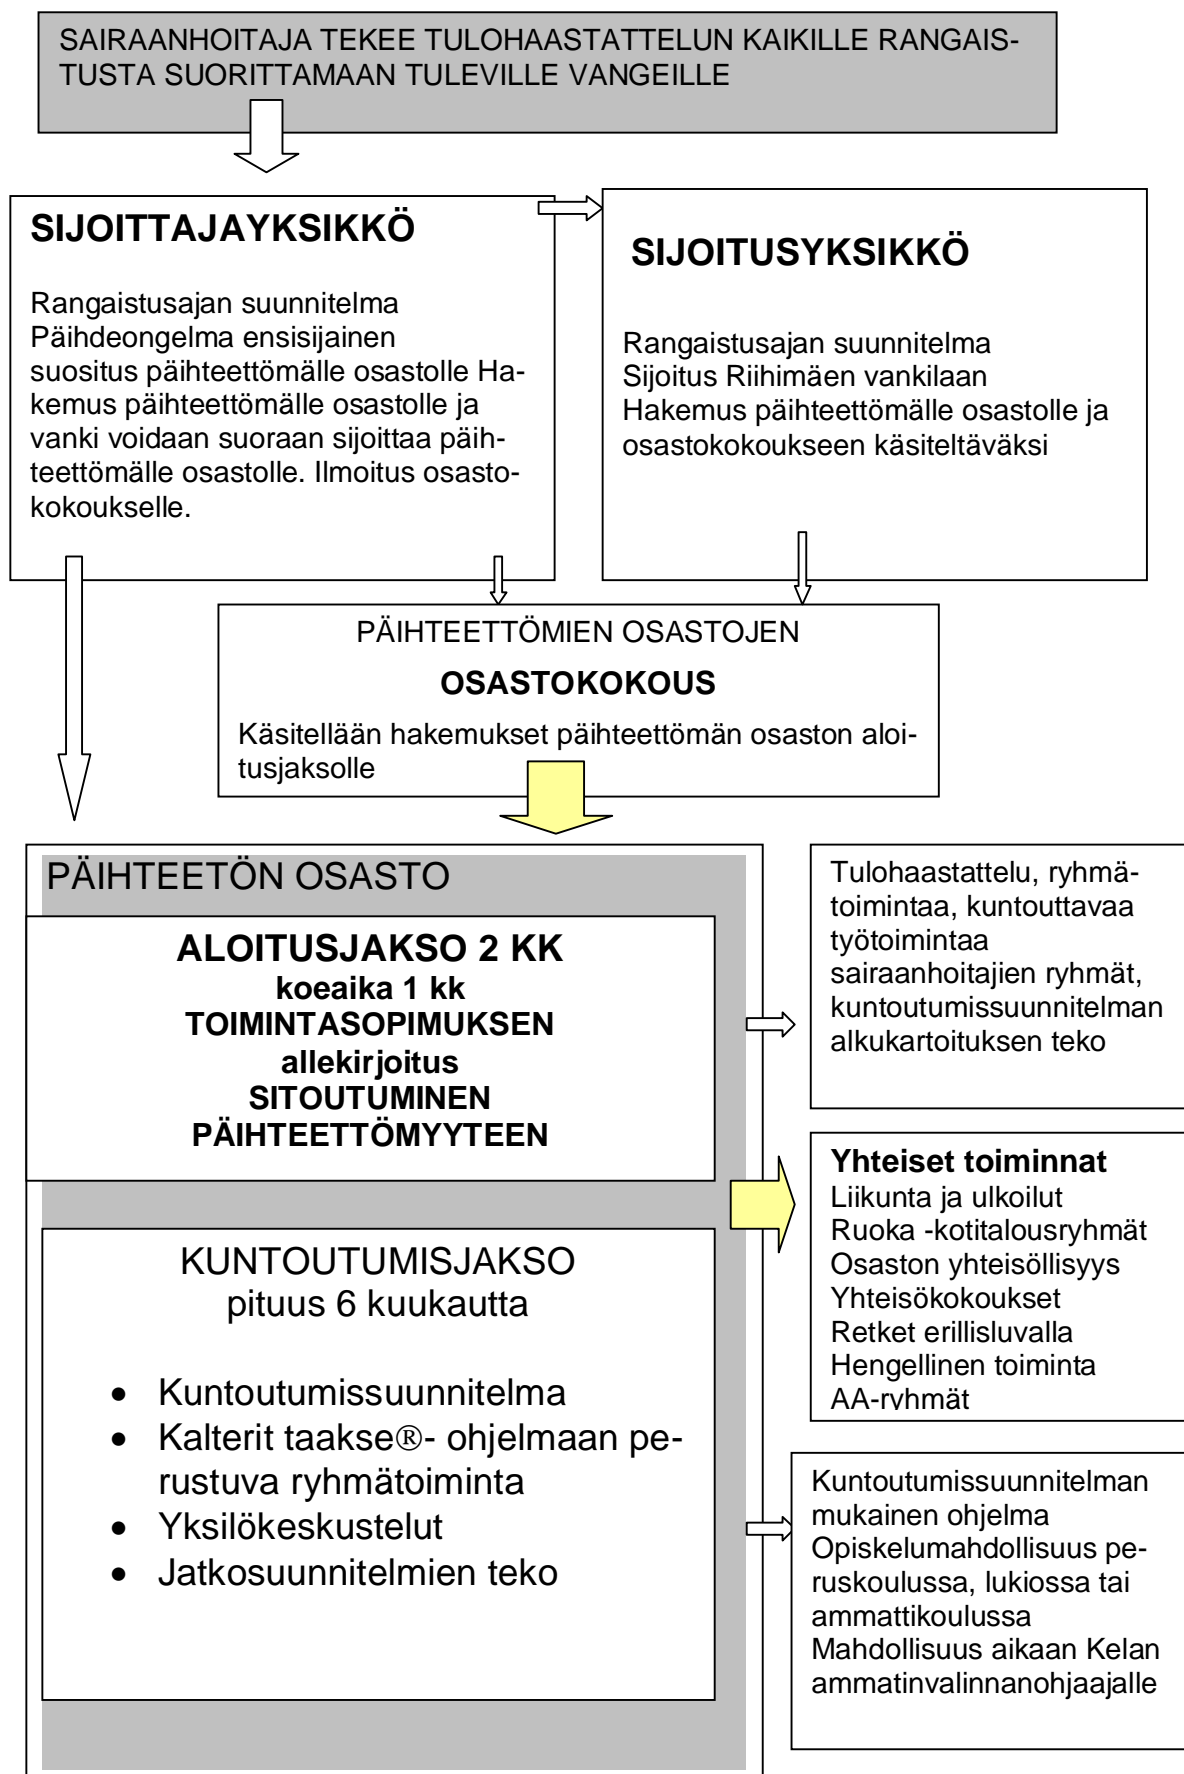 SAIRAANHOITAJA TEKEE TULOHAASTATTELUN KAIKILLE RANGAIS-
TUSTA SUORITTAMAAN TULEVILLE VANGEILLE
SIJOITTAJAYKSIKKÖ
Rangaistusajan suunnitelma
Päihdeongelma ensisijainen
suositus päihteettömälle osastolle Ha-
kemus päihteettömälle osastolle ja
vanki voidaan suoraan sijoittaa päih-
teettömälle osastolle. Ilmoitus osasto-
kokoukselle.
SIJOITUSYKSIKKÖ
Rangaistusajan suunnitelma
Sijoitus Riihimäen vankilaan
Hakemus päihteettömälle osastolle ja
osastokokoukseen käsiteltäväksi
PÄIHTEETTÖMIEN OSASTOJEN
OSASTOKOKOUS
Käsitellään hakemukset päihteettömän osaston aloi-
tusjaksolle
PÄIHTEETÖN OSASTO
ALOITUSJAKSO 2 KK
koeaika 1 kk
TOIMINTASOPIMUKSEN
allekirjoitus
SITOUTUMINEN
PÄIHTEETTÖMYYTEEN
Tulohaastattelu, ryhmä-
toimintaa, kuntouttavaa
työtoimintaa
sairaanhoitajien ryhmät,
kuntoutumissuunnitelman
alkukartoituksen teko
Yhteiset toiminnat
Liikunta ja ulkoilut
Ruoka -kotitalousryhmät
Osaston yhteisöllisyys
Yhteisökokoukset
Retket erillisluvalla
Hengellinen toiminta
AA-ryhmät
KUNTOUTUMISJAKSO
pituus 6 kuukautta
• Kuntoutumissuunnitelma
• Kalterit taakse®- ohjelmaan pe-
rustuva ryhmätoiminta
• Yksilökeskustelut
• Jatkosuunnitelmien teko
Kuntoutumissuunnitelman
mukainen ohjelma
Opiskelumahdollisuus pe-
ruskoulussa, lukiossa tai
ammattikoulussa
Mahdollisuus aikaan Kelan
ammatinvalinnanohjaajalle